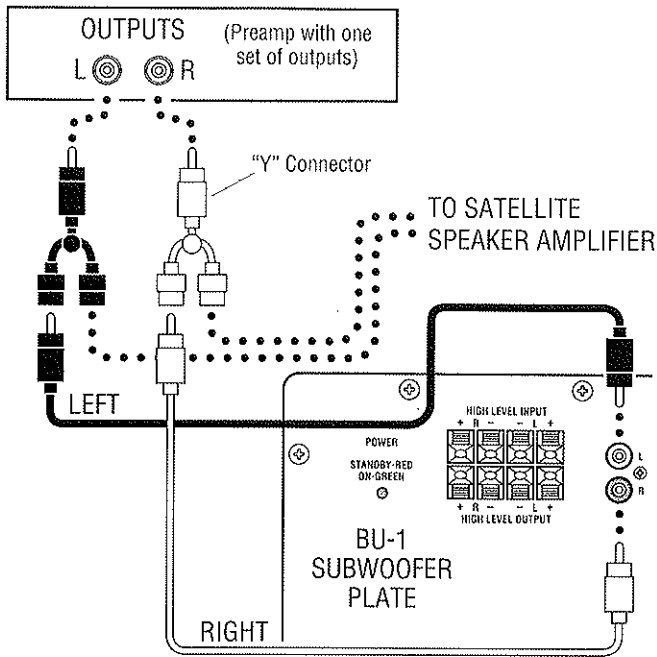 OUTPUTS
(Preamp with one
set of outputs)
L R
"Y" Connector
TO SATELLITE
SPEAKER AMPLIFIER
LEFT
HIGH LEVEL INPUT
+ R - - L +
POWER
STANDBY-RED
ON-GREEN
L
R
+ R - - L +
HIGH LEVEL OUTPUT
BU-1
SUBWOOFER
PLATE
RIGHT